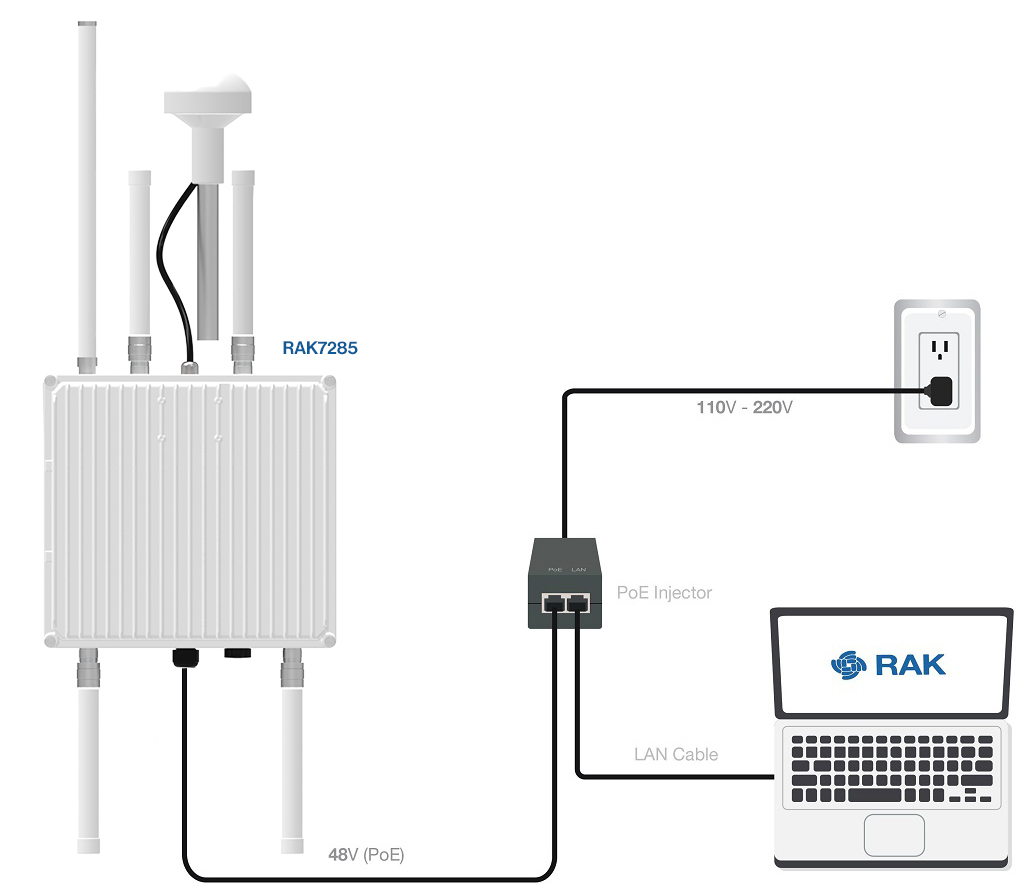 RAK7285
110V - 220V
PoE LAN
PoE Injector
RAK
LAN Cable
48V (PoE)